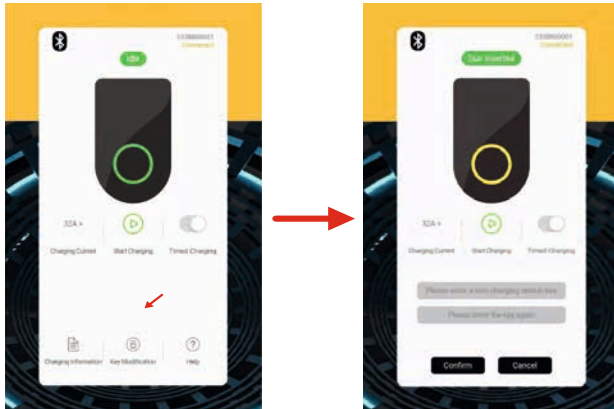 Connected
Idle
32A >
Charging Current
Start Charging
Timed Charging
Charging Information
Key Modification
Help
Connected
32A >
Charging Current
Start Charging
Timed Charging
Please enter a new charging station key
Please enter the key again
Confirm
Cancel